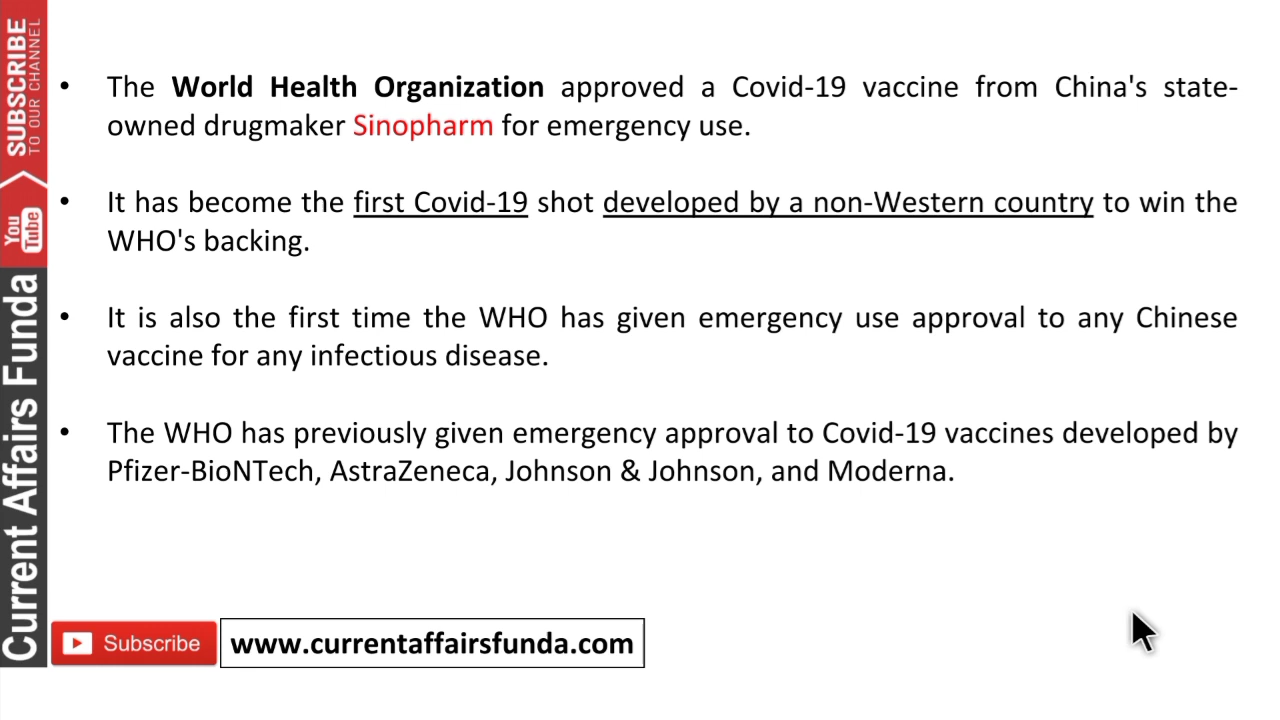 SUBSCRIBE
TO OUR CHANNEL
You
Tube
Current Affairs Funda
• The World Health Organization approved a Covid-19 vaccine from China's state-
owned drugmaker Sinopharm for emergency use.
• It has become the first Covid-19 shot developed by a non-Western country to win the
WHO's backing.
• It is also the first time the WHO has given emergency use approval to any Chinese
vaccine for any infectious disease.
• The WHO has previously given emergency approval to Covid-19 vaccines developed by
Pfizer-BioNTech, AstraZeneca, Johnson & Johnson, and Moderna.
Subscribe
www.currentaffairsfunda.com